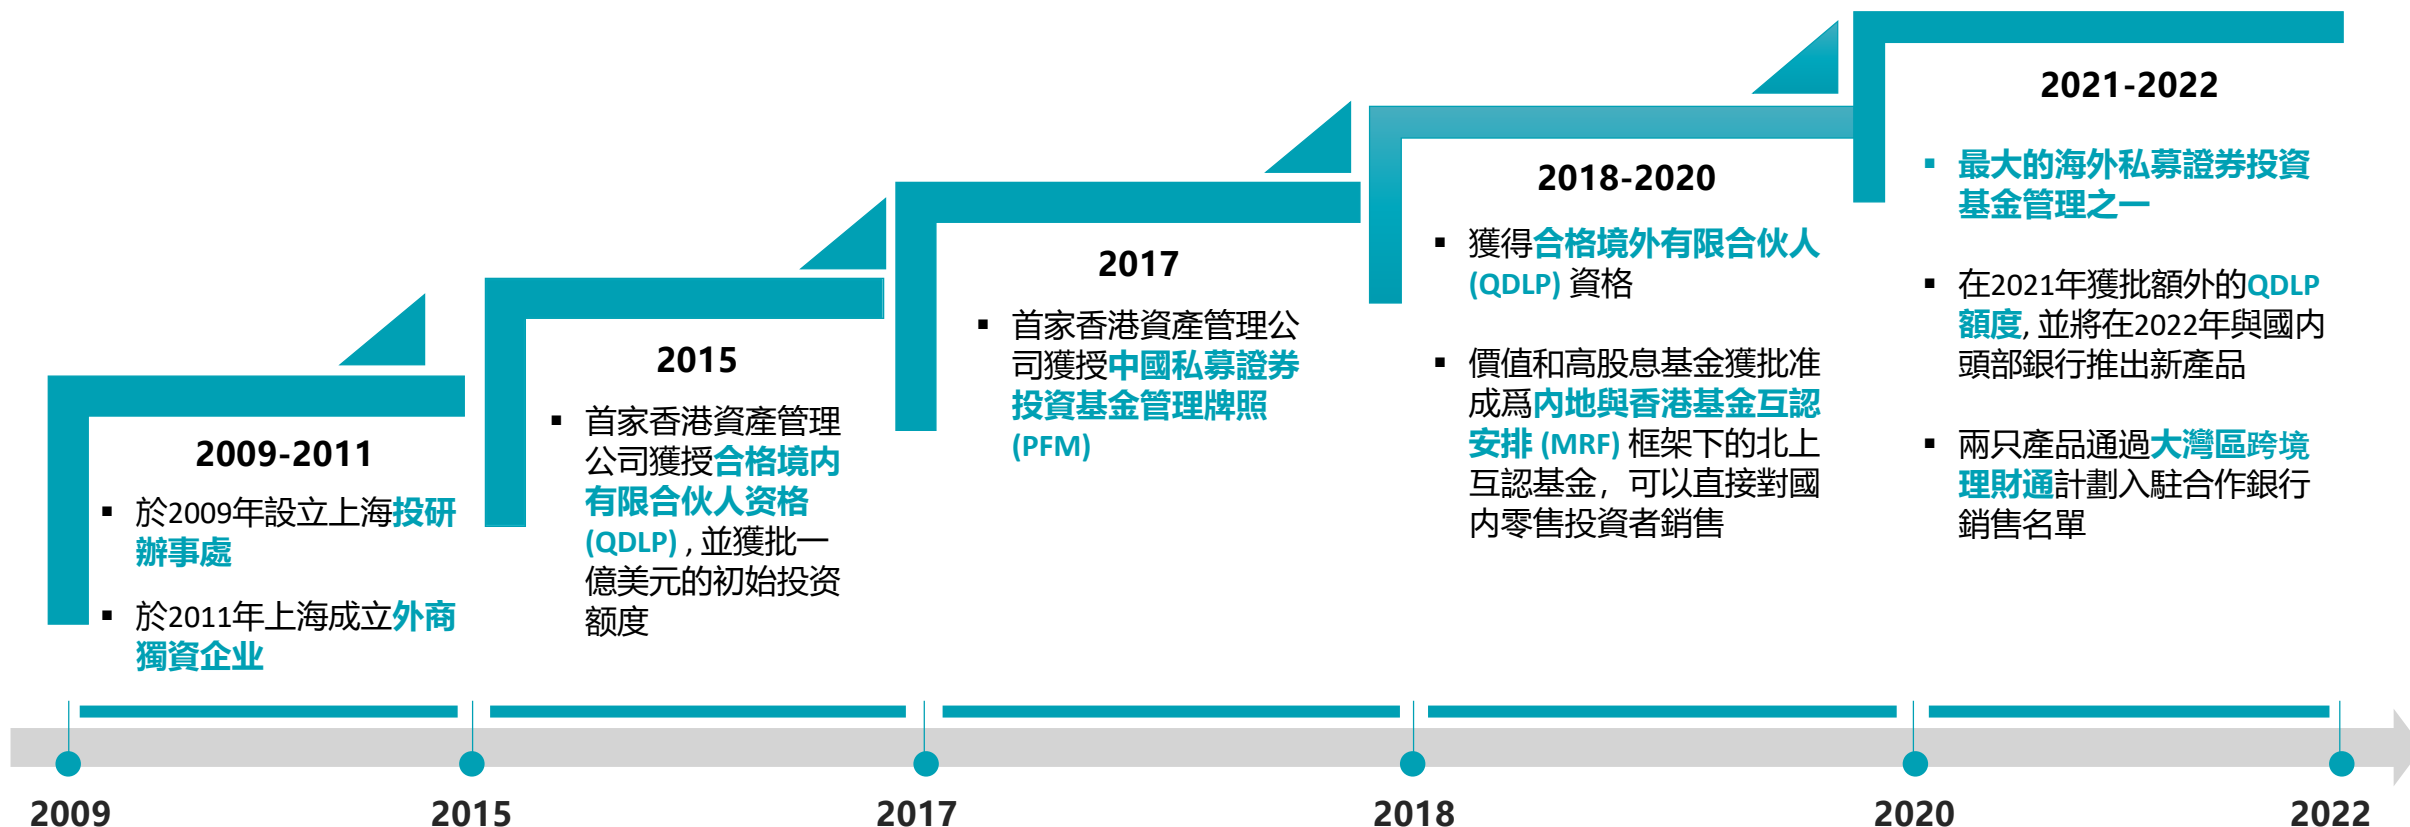 2009-2011
▪ 於2009年設立上海投研
辦事處
▪ 於2011年上海成立外商
獨資企业
2015
▪ 首家香港資產管理
公司獲授合格境内
有限合伙人资格
(QDLP) , 並獲批一
億美元的初始投资
额度
2017
▪ 首家香港資產管理公
司獲授中國私募證券
投資基金管理牌照
(PFM)
2018-2020
▪ 獲得合格境外有限合伙人
(QDLP) 資格
▪ 價值和高股息基金獲批准
成爲内地與香港基金互認
安排 (MRF) 框架下的北上
互認基金，可以直接對國
内零售投資者銷售
2021-2022
▪ 最大的海外私募證券投資
基金管理之一
▪ 在2021年獲批額外的QDLP
額度, 並將在2022年與國内
頭部銀行推出新產品
▪ 兩只產品通過大灣區跨境
理財通計劃入駐合作銀行
銷售名單
2009
2015
2017
2018
2020
2022